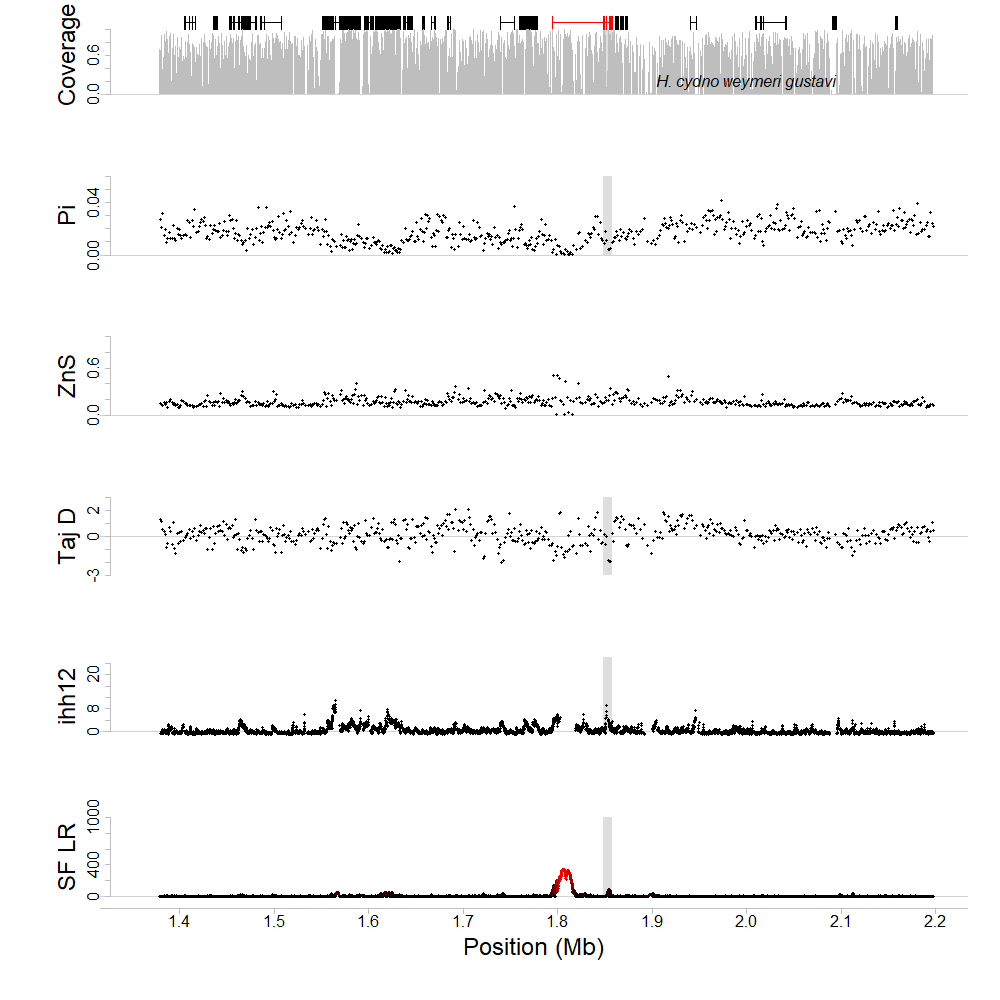 Coverage
0.6
0.0
H. cydno weymeri gustavi
Pi
0.04
0.00
ZnS
0.6
0.0
Taj D
2
0
-3
ihh12
20
8
0
SF LR
1000
400
0
1.4 1.5 1.6 1.7 1.8 1.9 2.0 2.1 2.2
Position (Mb)